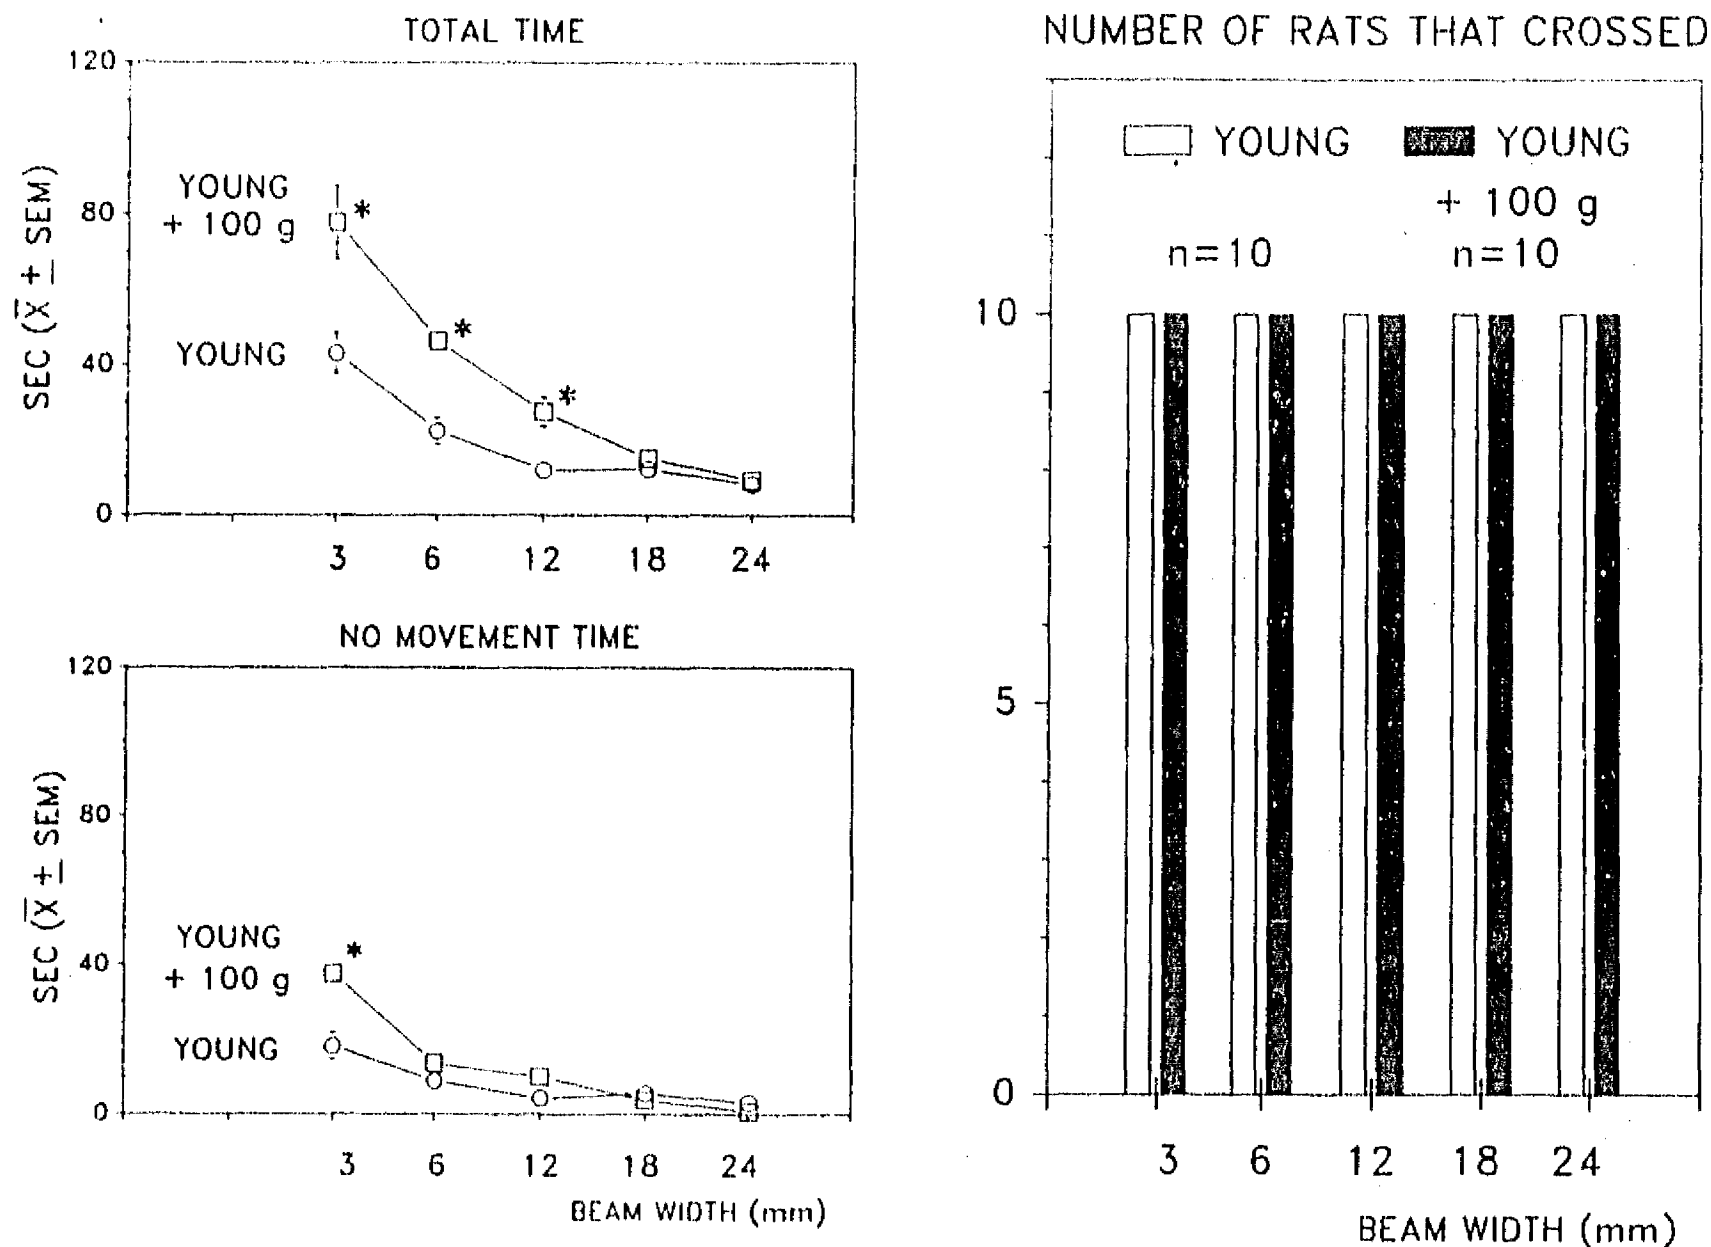 TOTAL TIME
120
80
40
0
SEC (X̄ ± SEM)
YOUNG
+ 100 g
*
*
*
YOUNG
3 6 12 18 24
NO MOVEMENT TIME
120
80
40
0
SEC (X̄ ± SEM)
YOUNG
+ 100 g
*
YOUNG
3 6 12 18 24
BEAM WIDTH (mm)
NUMBER OF RATS THAT CROSSED
YOUNG YOUNG
+ 100 g
n=10 n=10
10
5
0
3 6 12 18 24
BEAM WIDTH (mm)